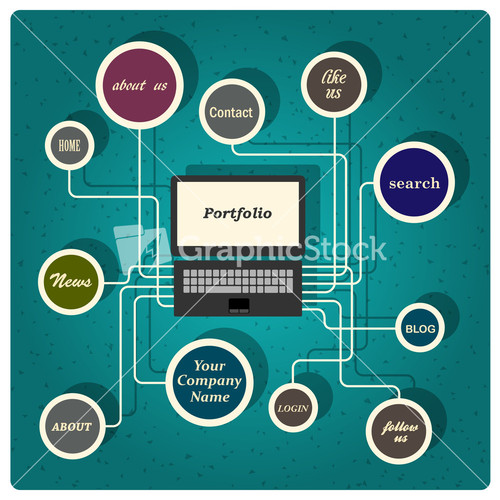 about us
like
us
Contact
HOME
search
Portfolio
GraphicStock
News
BLOG
Your
Company
Name
LOGIN
ABOUT
follow
us